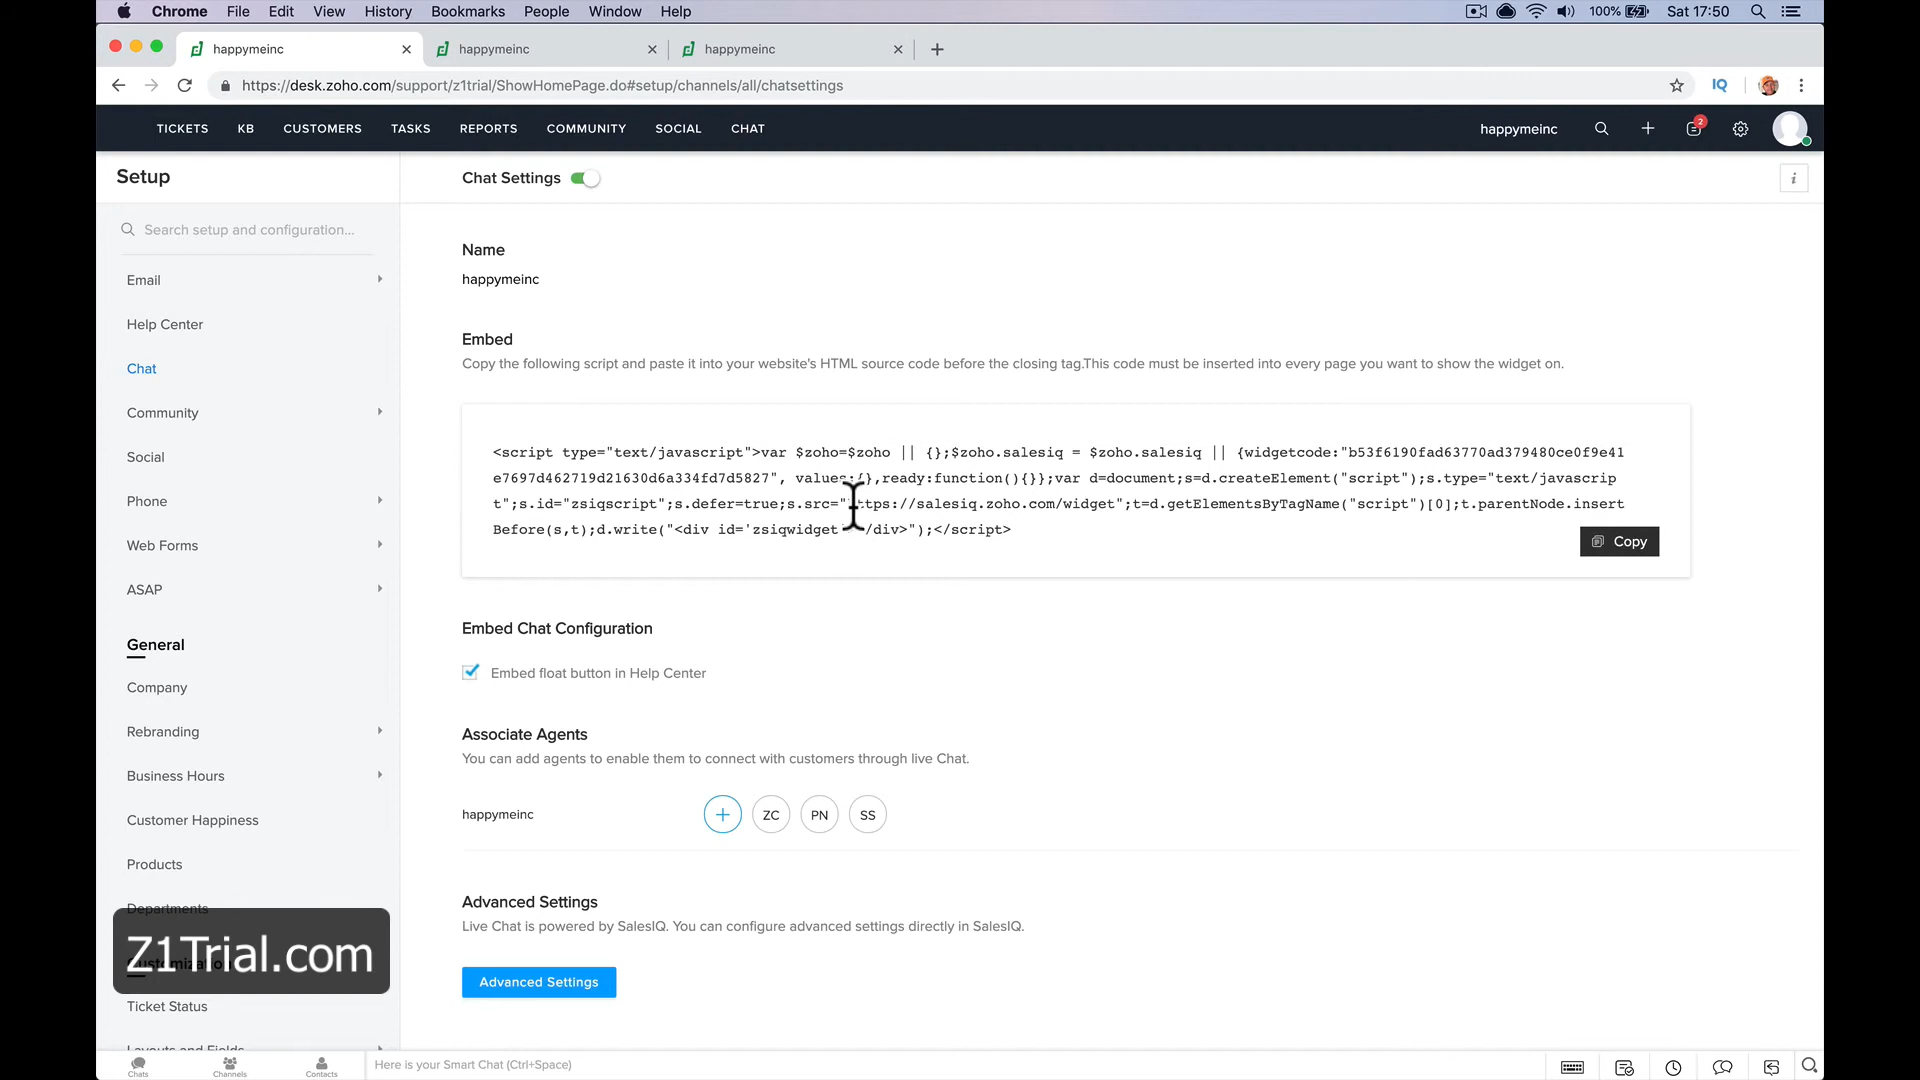 Chrome File Edit View History Bookmarks People Window Help 100% Sat 17:50
happymeinc happymeinc happymeinc
https://desk.zoho.com/support/z1trial/ShowHomePage.do#setup/channels/all/chatsettings IQ
TICKETS KB CUSTOMERS TASKS REPORTS COMMUNITY SOCIAL CHAT happymeinc 2
Setup
Chat Settings
i
Search setup and configuration...
Email
Help Center
Chat
Community
Social
Phone
Web Forms
ASAP
General
Company
Rebranding
Business Hours
Customer Happiness
Products
Departments
Customization
Z1Trial.com
Ticket Status
Layouts and Fields
Name
happymeinc
Embed
Copy the following script and paste it into your website's HTML source code before the closing tag.This code must be inserted into every page you want to show the widget on.
<script type="text/javascript">var $zoho=$zoho || {};$zoho.salesiq = $zoho.salesiq || {widgetcode:"b53f6190fad63770ad379480ce0f9e41
e7697d462719d21630d6a334fd7d5827", values:{},ready:function(){}};var d=document;s=d.createElement("script");s.type="text/javascrip
t";s.id="zsiqscript";s.defer=true;s.src="https://salesiq.zoho.com/widget";t=d.getElementsByTagName("script")[0];t.parentNode.insert
Before(s,t);d.write("<div id='zsiqwidget'></div>");</script>
Copy
Embed Chat Configuration
Embed float button in Help Center
Associate Agents
You can add agents to enable them to connect with customers through live Chat.
happymeinc ZC PN SS
Advanced Settings
Live Chat is powered by SalesIQ. You can configure advanced settings directly in SalesIQ.
Advanced Settings
Chats Channels Contacts Here is your Smart Chat (Ctrl+Space)